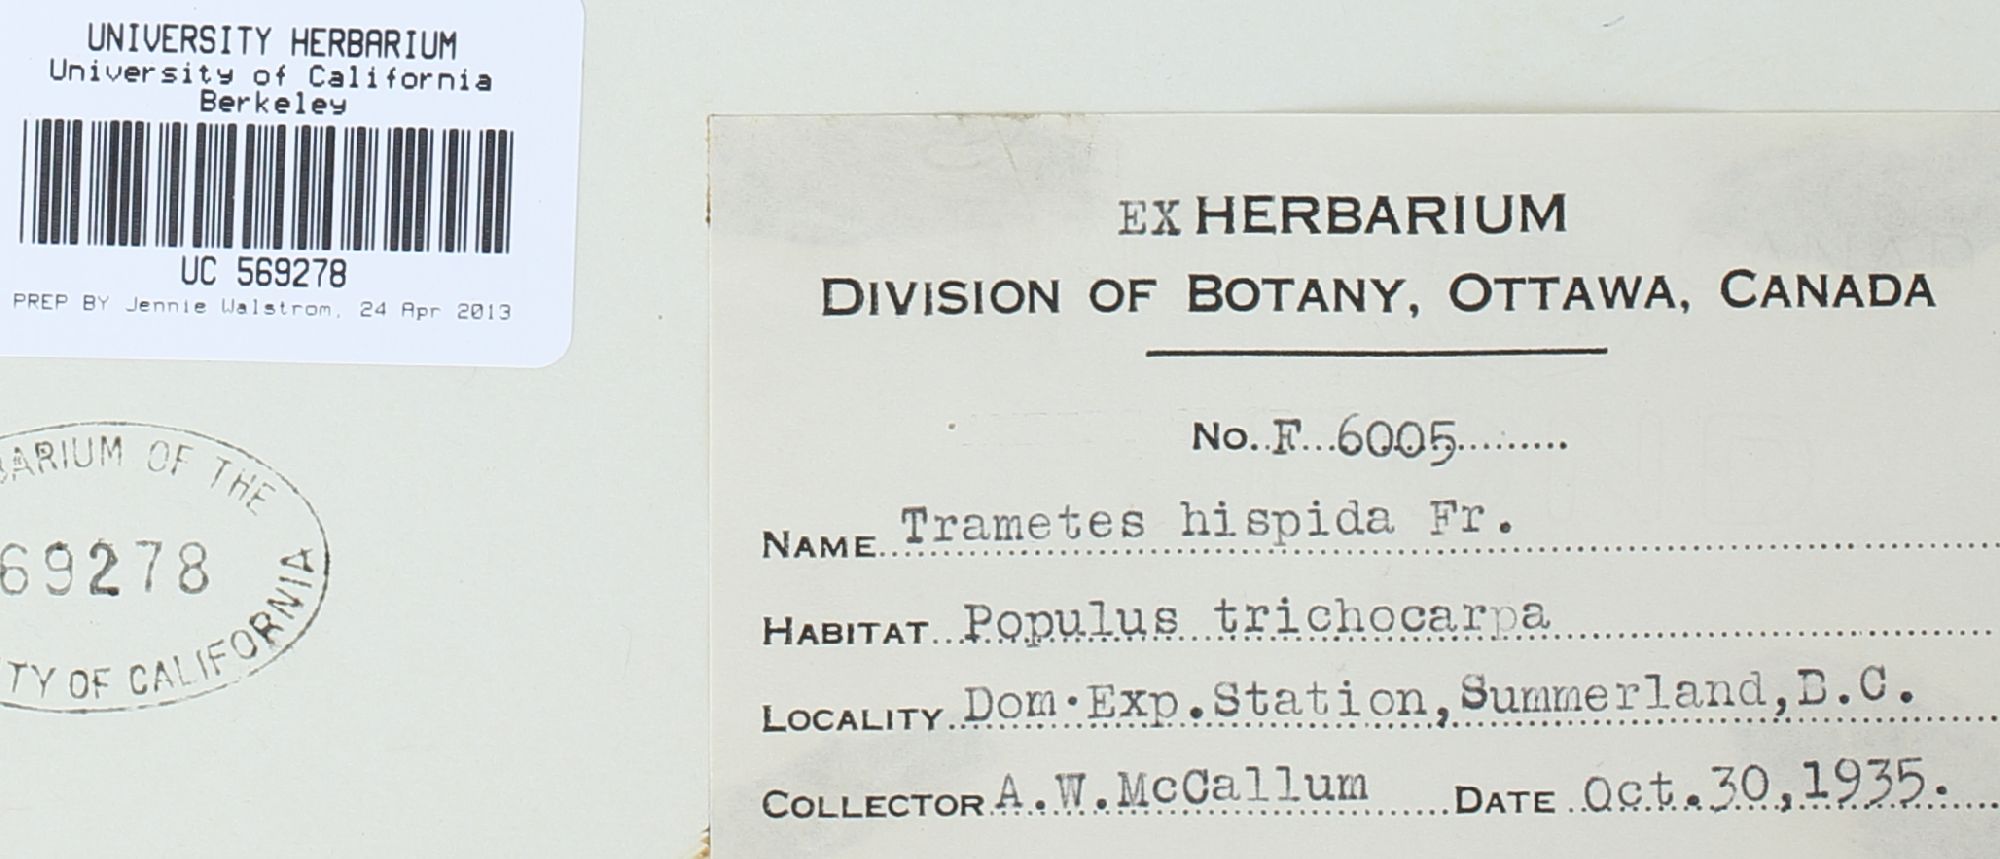 UNIVERSITY HERBARIUM
University of California
Berkeley
UC 569278
PREP BY Jennie Walstrom, 24 Apr 2013
BARIUM OF THE
69278
TY OF CALIFORNIA
EX HERBARIUM
DIVISION OF BOTANY, OTTAWA, CANADA
No. F 6005
NAME Trametes hispida Fr.
HABITAT Populus trichocarpa
LOCALITY Dom. Exp. Station, Summerland, B.C.
COLLECTOR A.W. McCallum DATE Oct. 30, 1935.